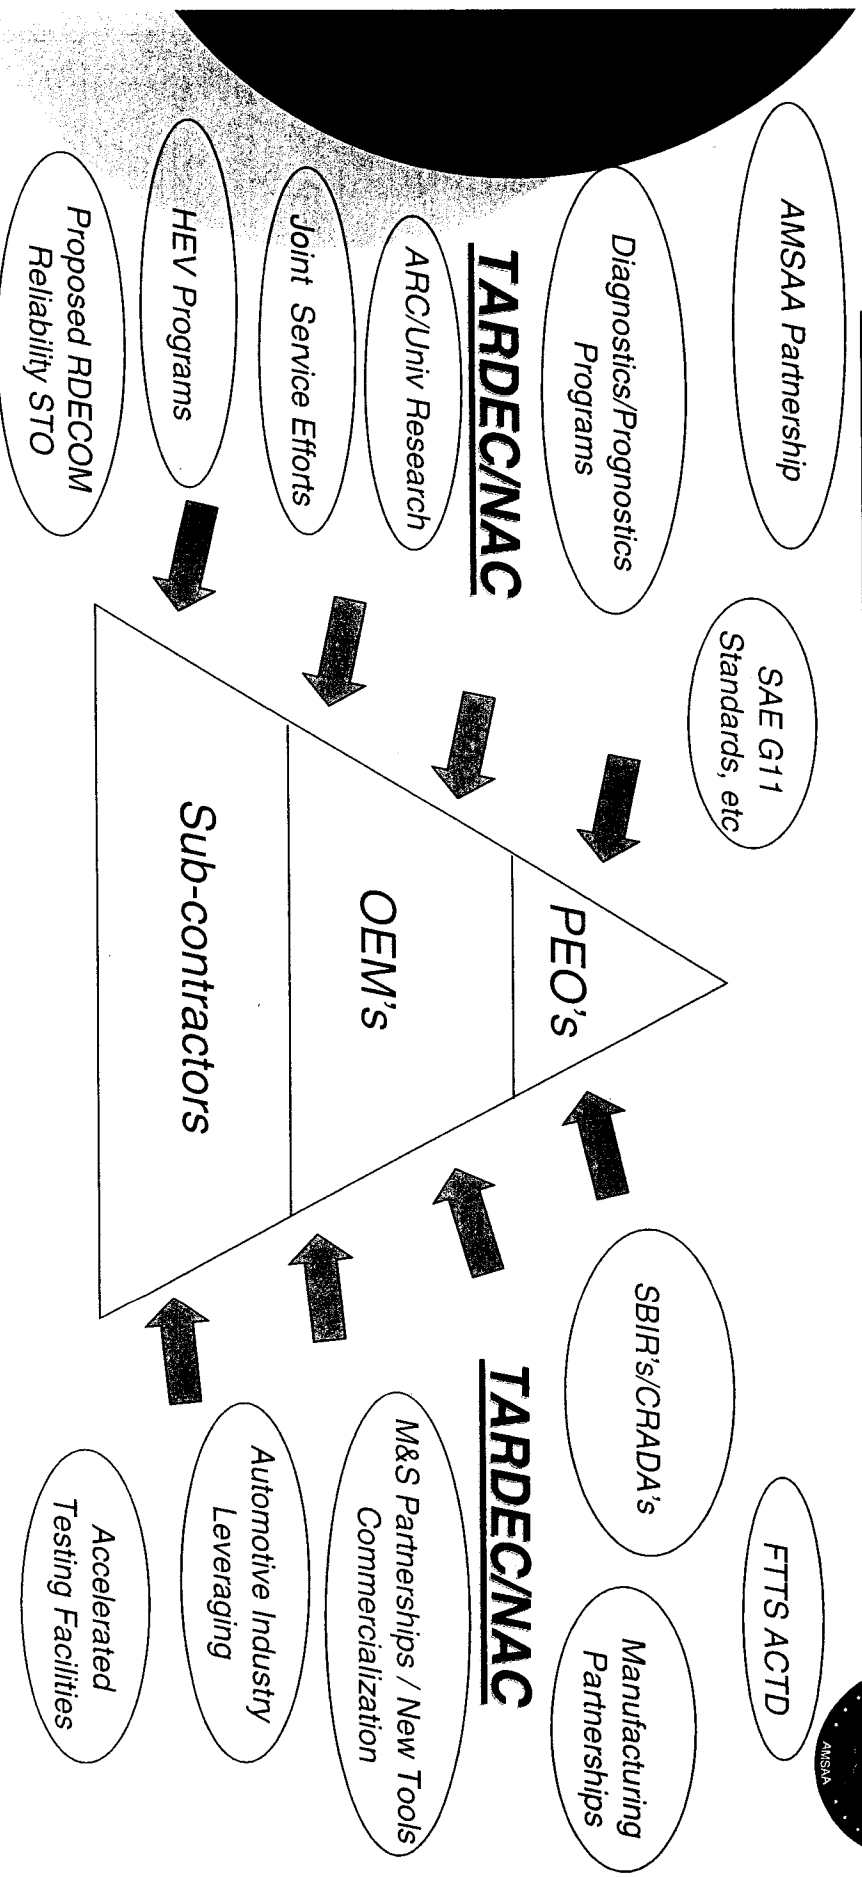 AMSAA Partnership
SAE G11
Standards, etc
FTTS ACTD
AMSAA
Diagnostics/Prognostics
Programs
SBIR's/CRADA's
Manufacturing
Partnerships
TARDEC/NAC
TARDEC/NAC
PEO's
ARC/Univ Research
M&S Partnerships / New Tools
Commercialization
Joint Service Efforts
OEM's
HEV Programs
Automotive Industry
Leveraging
Sub-contractors
Proposed RDECOM
Reliability STO
Accelerated
Testing Facilities